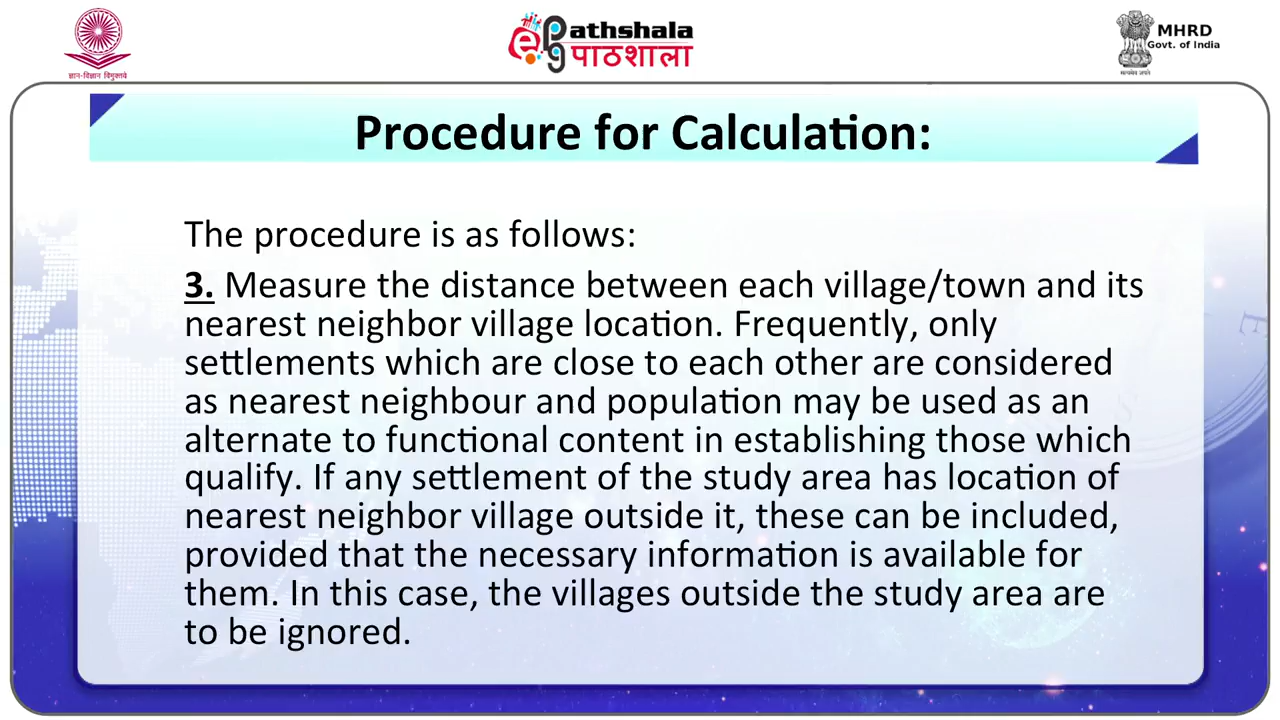 ज्ञान-विज्ञान विमुक्तये
ePathshala
पाठशाला
MHRD
Govt. of India
सत्यमेव जयते
Procedure for Calculation:
The procedure is as follows:
3. Measure the distance between each village/town and its
nearest neighbor village location. Frequently, only
settlements which are close to each other are considered
as nearest neighbour and population may be used as an
alternate to functional content in establishing those which
qualify. If any settlement of the study area has location of
nearest neighbor village outside it, these can be included,
provided that the necessary information is available for
them. In this case, the villages outside the study area are
to be ignored.